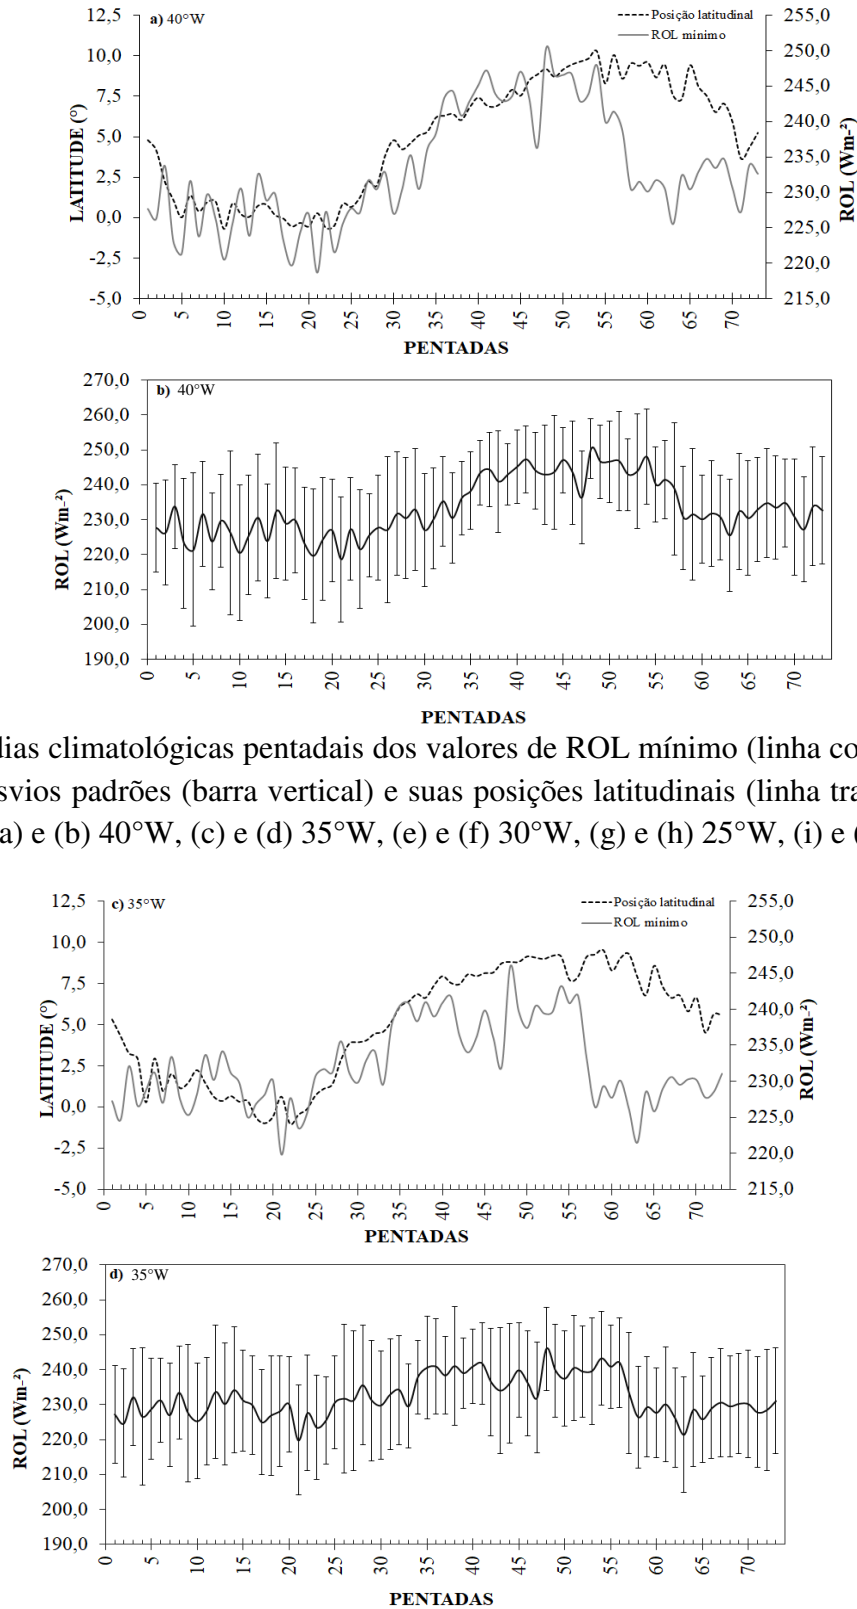 a) 40°W
Posição latitudinal
ROL mínimo
12,5
10,0
7,5
5,0
2,5
0,0
-2,5
-5,0
LATITUDE (°)
255,0
250,0
245,0
240,0
235,0
230,0
225,0
220,0
215,0
ROL (Wm-²)
0 5 10 15 20 25 30 35 40 45 50 55 60 65 70
PENTADAS
b) 40°W
270,0
260,0
250,0
240,0
230,0
220,0
210,0
200,0
190,0
ROL (Wm-²)
0 5 10 15 20 25 30 35 40 45 50 55 60 65 70
PENTADAS
dias climatológicas pentadais dos valores de ROL mínimo (linha co
svios padrões (barra vertical) e suas posições latitudinais (linha tra
a) e (b) 40°W, (c) e (d) 35°W, (e) e (f) 30°W, (g) e (h) 25°W, (i) e (
c) 35°W
Posição latitudinal
ROL mínimo
12,5
10,0
7,5
5,0
2,5
0,0
-2,5
-5,0
LATITUDE (°)
255,0
250,0
245,0
240,0
235,0
230,0
225,0
220,0
215,0
ROL (Wm-²)
0 5 10 15 20 25 30 35 40 45 50 55 60 65 70
PENTADAS
d) 35°W
270,0
260,0
250,0
240,0
230,0
220,0
210,0
200,0
190,0
ROL (Wm-²)
0 5 10 15 20 25 30 35 40 45 50 55 60 65 70
PENTADAS